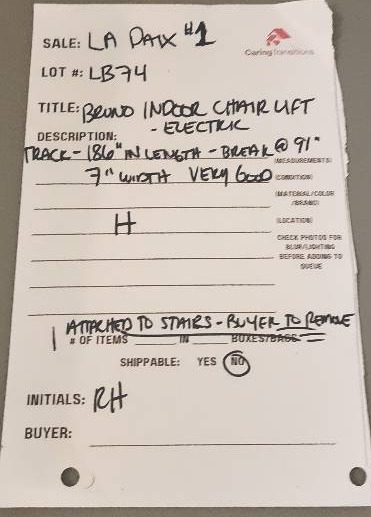 SALE: LA PAIX #1
Caring Transitions
LOT #: LB74
TITLE: BRUNO INDOOR CHAIR LIFT
- ELECTRIC
DESCRIPTION:
TRACK - 186" IN LENGTH - BREAK @ 91"
(MEASUREMENTS)
7" WIDTH VERY GOOD (CONDITION)
(MATERIAL/COLOR
/BRAND)
H (LOCATION)
CHECK PHOTOS FOR
BLUR/LIGHTING
BEFORE ADDING TO
QUEUE
ATTACHED TO STAIRS - BUYER TO REMOVE
1 # OF ITEMS IN BOXES/BAGS
SHIPPABLE: YES NO
INITIALS: RH
BUYER: